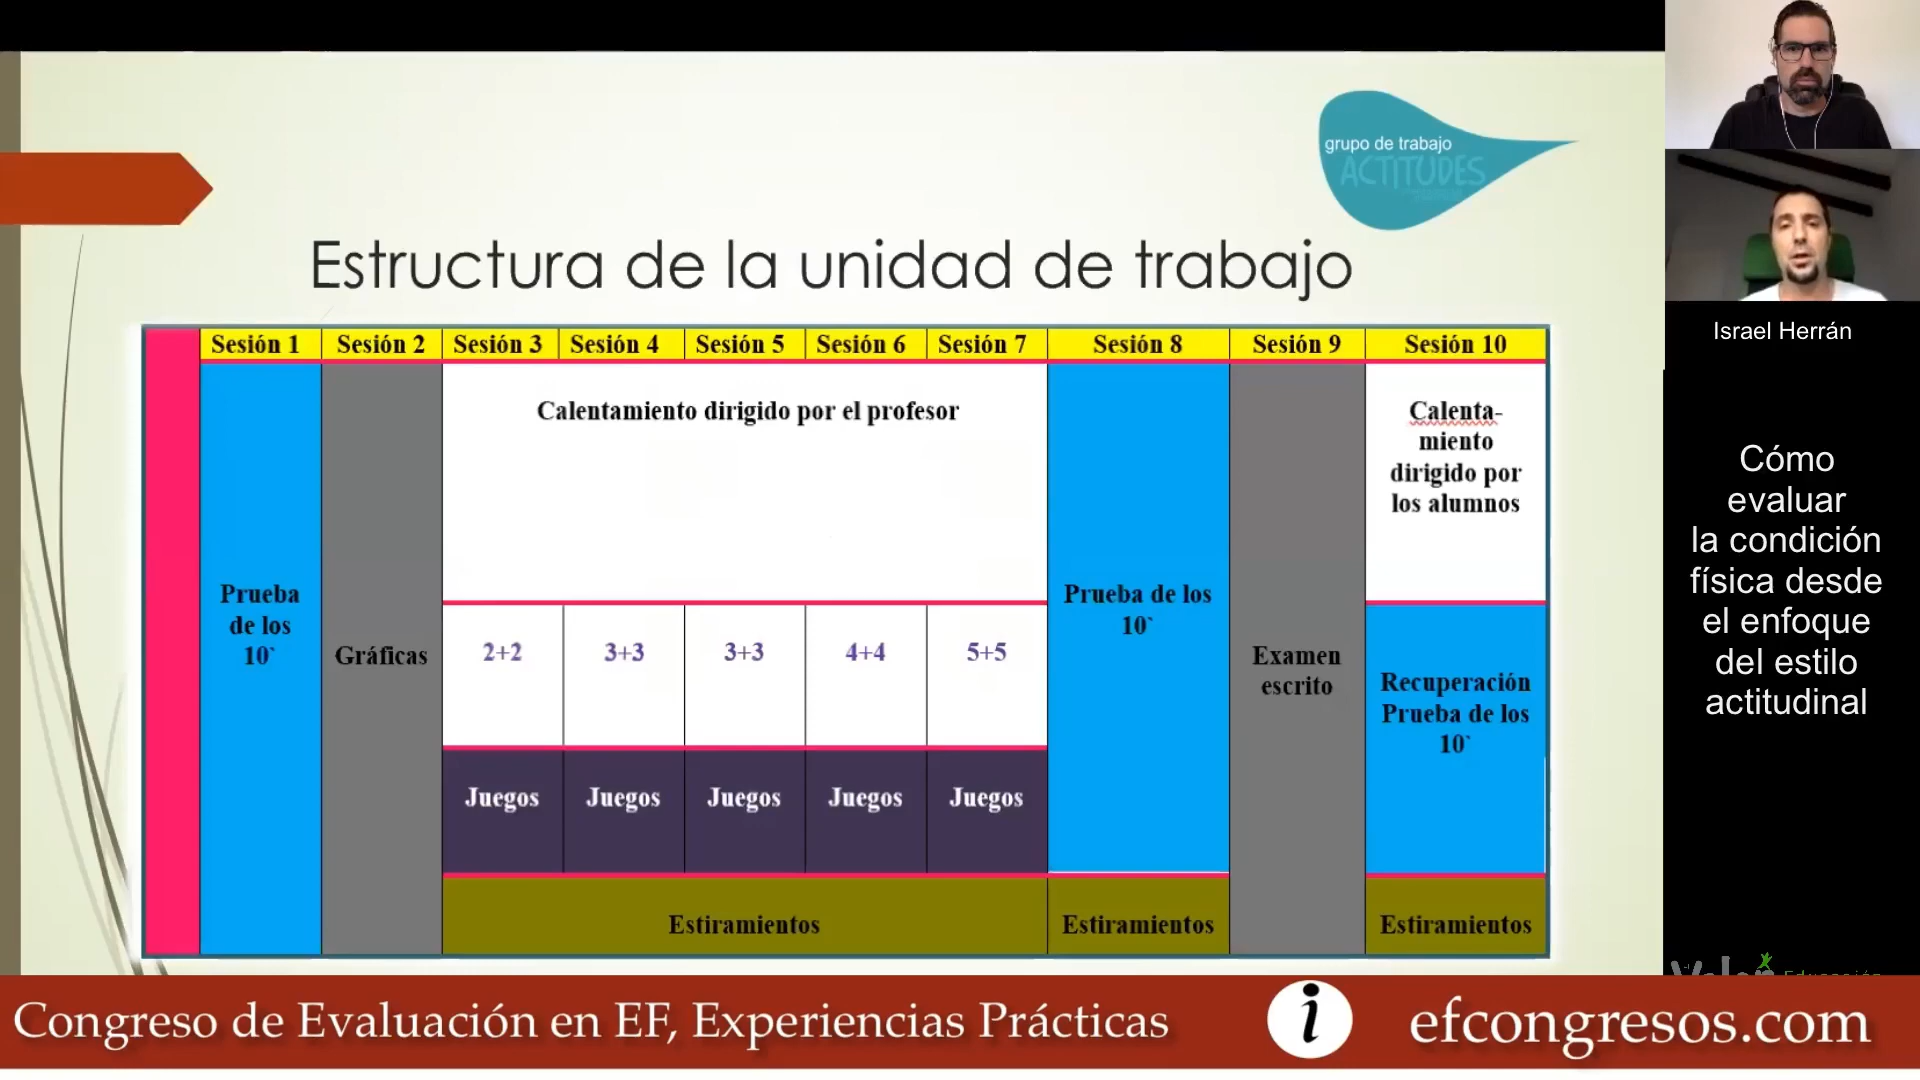 grupo de trabajo
ACTITUDES
Estructura de la unidad de trabajo
Sesión 1 Sesión 2 Sesión 3 Sesión 4 Sesión 5 Sesión 6 Sesión 7 Sesión 8 Sesión 9 Sesión 10
Calentamiento dirigido por el profesor
Calenta-
miento
dirigido por
los alumnos
Prueba
de los
10`
Gráficas
2+2 3+3 3+3 4+4 5+5
Prueba de los
10`
Examen
escrito
Recuperación
Prueba de los
10`
Juegos Juegos Juegos Juegos Juegos
Estiramientos Estiramientos Estiramientos
Israel Herrán
Cómo
evaluar
la condición
física desde
el enfoque
del estilo
actitudinal
Congreso de Evaluación en EF, Experiencias Prácticas
i
efcongresos.com